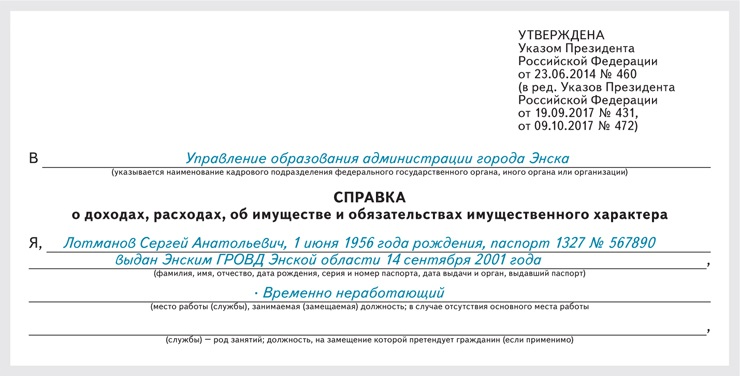 УТВЕРЖДЕНА
Указом Президента
Российской Федерации
от 23.06.2014 № 460
(в ред. Указов Президента
Российской Федерации
от 19.09.2017 № 431,
от 09.10.2017 № 472)
В Управление образования администрации города Энска
(указывается наименование кадрового подразделения федерального государственного органа, иного органа или организации)
СПРАВКА
о доходах, расходах, об имуществе и обязательствах имущественного характера
Я, Лотманов Сергей Анатольевич, 1 июня 1956 года рождения, паспорт 1327 № 567890
выдан Энским ГРОВД Энской области 14 сентября 2001 года ,
(фамилия, имя, отчество, дата рождения, серия и номер паспорта, дата выдачи и орган, выдавший паспорт)
· Временно неработающий
(место работы (службы), занимаемая (замещаемая) должность; в случае отсутствия основного места работы
,
(службы) — род занятий; должность, на замещение которой претендует гражданин (если применимо)